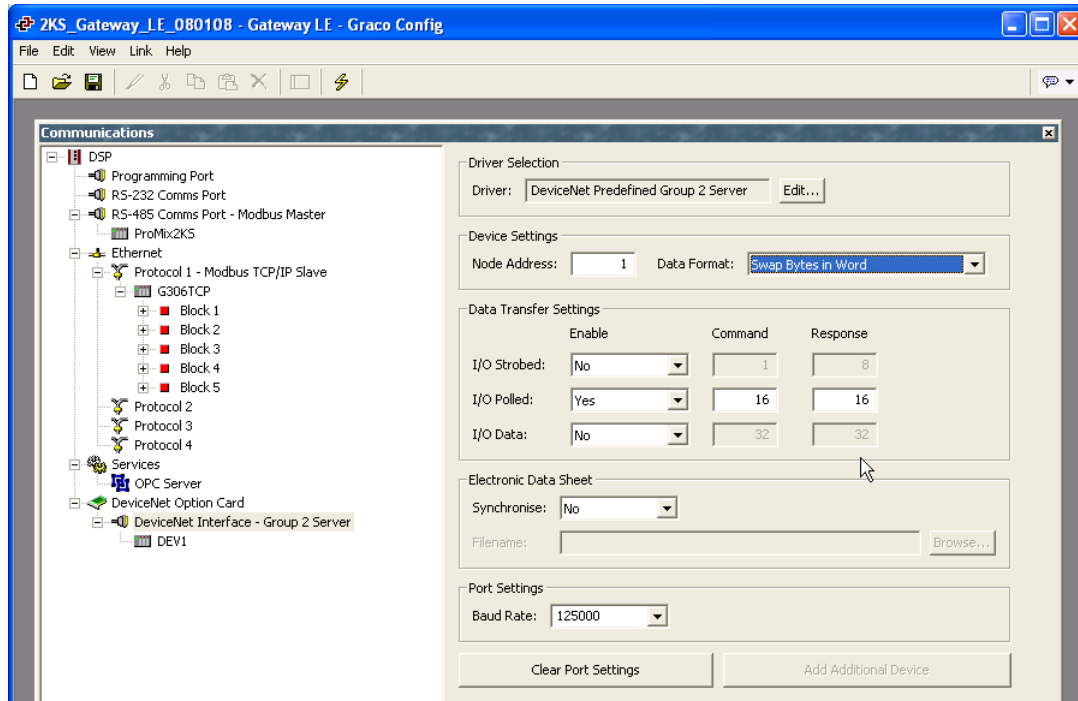 2KS_Gateway_LE_080108 - Gateway LE - Graco Config
File Edit View Link Help
Communications
DSP
Programming Port
RS-232 Comms Port
RS-485 Comms Port - Modbus Master
ProMix2KS
Ethernet
Protocol 1 - Modbus TCP/IP Slave
G306TCP
Block 1
Block 2
Block 3
Block 4
Block 5
Protocol 2
Protocol 3
Protocol 4
Services
OPC Server
DeviceNet Option Card
DeviceNet Interface - Group 2 Server
DEV1
Driver Selection
Driver: DeviceNet Predefined Group 2 Server Edit...
Device Settings
Node Address: 1 Data Format: Swap Bytes in Word
Data Transfer Settings
Enable Command Response
I/O Strobed: No 1 8
I/O Polled: Yes 16 16
I/O Data: No 32 32
Electronic Data Sheet
Synchronise: No
Filename: Browse...
Port Settings
Baud Rate: 125000
Clear Port Settings Add Additional Device